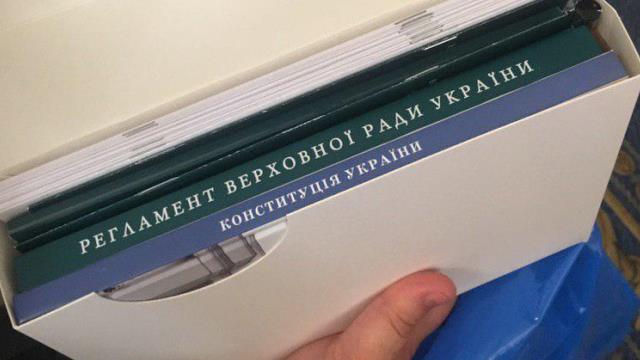 РЕГЛАМЕНТ ВЕРХОВНОЇ РАДИ УКРАЇНИ
КОНСТИТУЦІЯ УКРАЇНИ